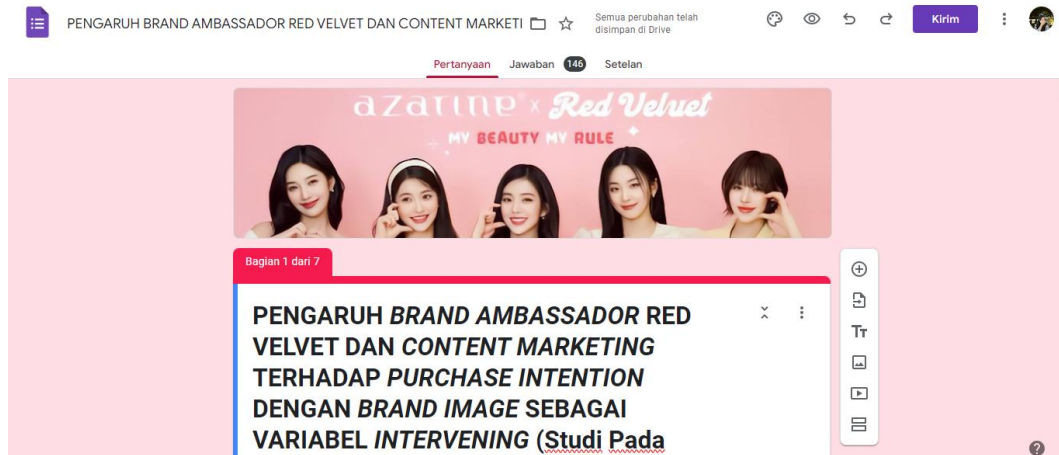 PENGARUH BRAND AMBASSADOR RED VELVET DAN CONTENT MARKETI
Semua perubahan telah
disimpan di Drive
Kirim
Pertanyaan Jawaban 146 Setelan
azarine x Red Velvet
MY BEAUTY MY RULE
Bagian 1 dari 7
PENGARUH BRAND AMBASSADOR RED
VELVET DAN CONTENT MARKETING
TERHADAP PURCHASE INTENTION
DENGAN BRAND IMAGE SEBAGAI
VARIABEL INTERVENING (Studi Pada
Tт